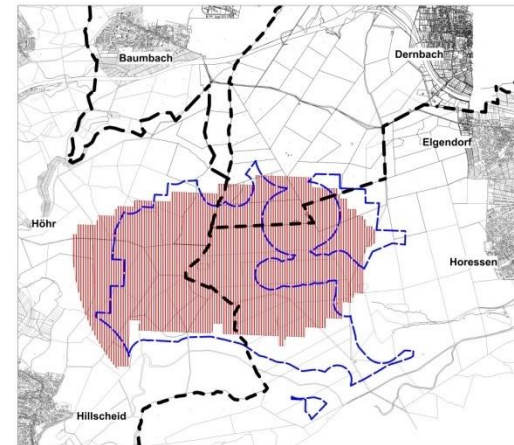 Baumbach
Dernbach
Elgendorf
Höhr
Horessen
Hillscheid